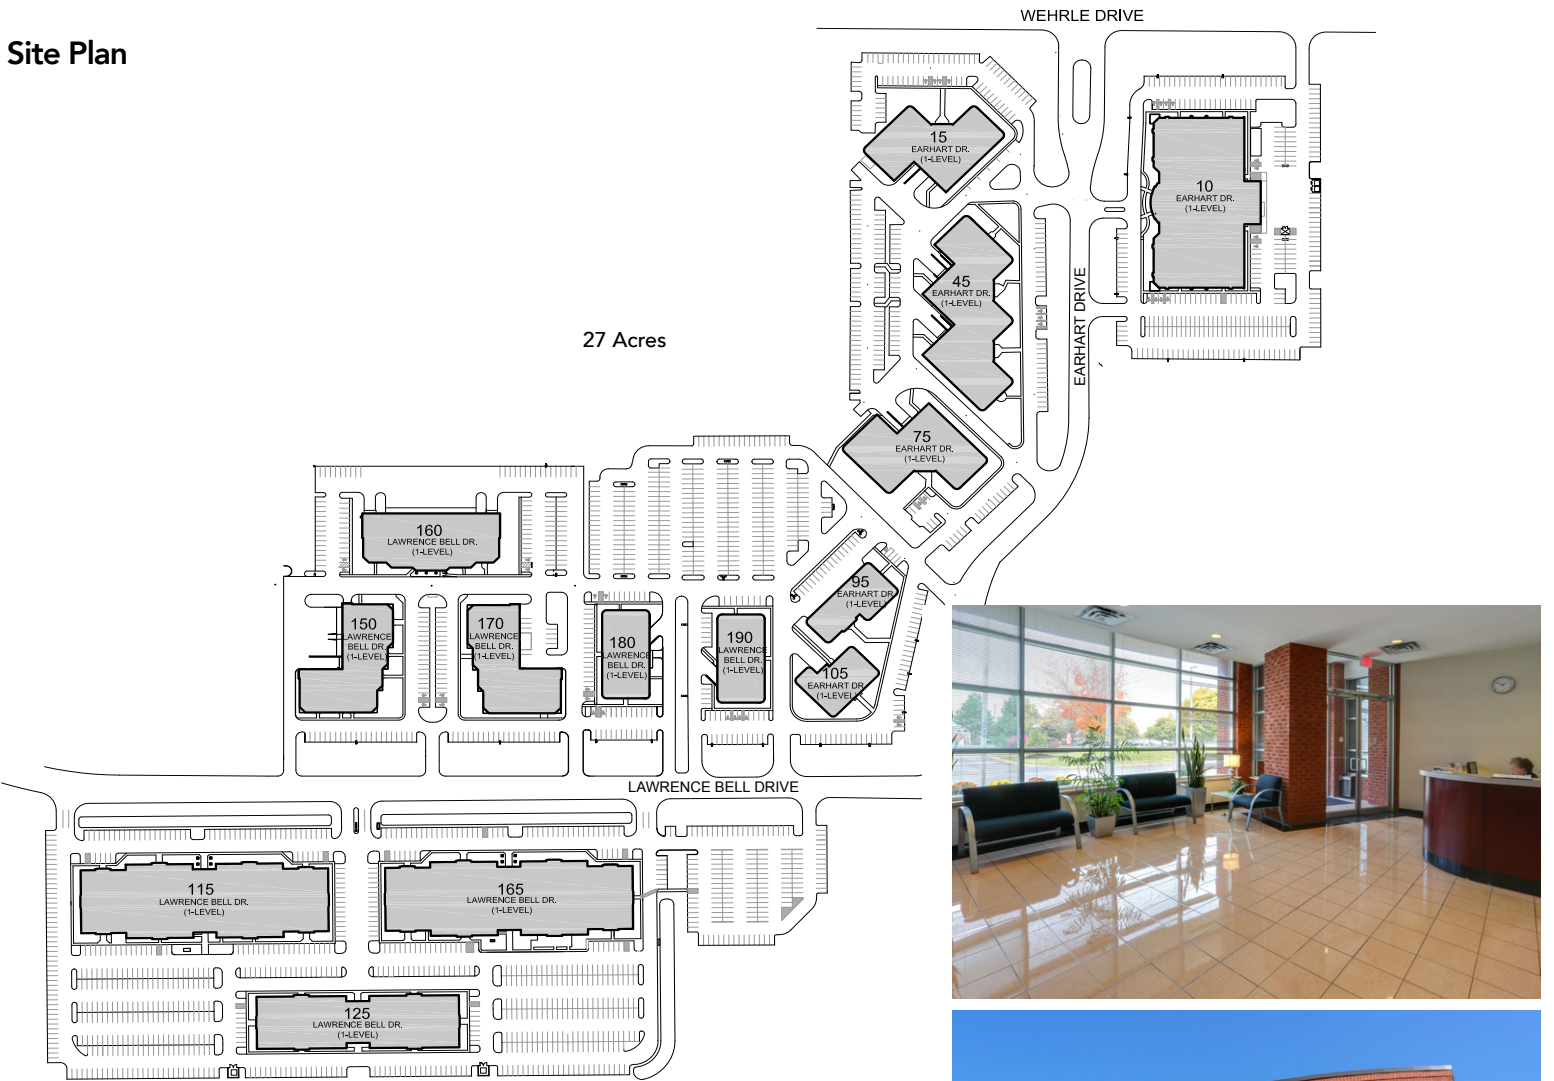 Site Plan
WEHRLE DRIVE
15
EARHART DR.
(1-LEVEL)
10
EARHART DR.
(1-LEVEL)
45
EARHART DR.
(1-LEVEL)
EARHART DRIVE
27 Acres
75
EARHART DR.
(1-LEVEL)
160
LAWRENCE BELL DR.
(1-LEVEL)
95
EARHART DR.
(1-LEVEL)
150
LAWRENCE
BELL DR.
(1-LEVEL)
170
LAWRENCE
BELL DR.
(1-LEVEL)
180
LAWRENCE
BELL DR.
(1-LEVEL)
190
LAWRENCE
BELL DR.
(1-LEVEL)
105
EARHART DR.
(1-LEVEL)
LAWRENCE BELL DRIVE
115
LAWRENCE BELL DR.
(1-LEVEL)
165
LAWRENCE BELL DR.
(1-LEVEL)
125
LAWRENCE BELL DR.
(1-LEVEL)